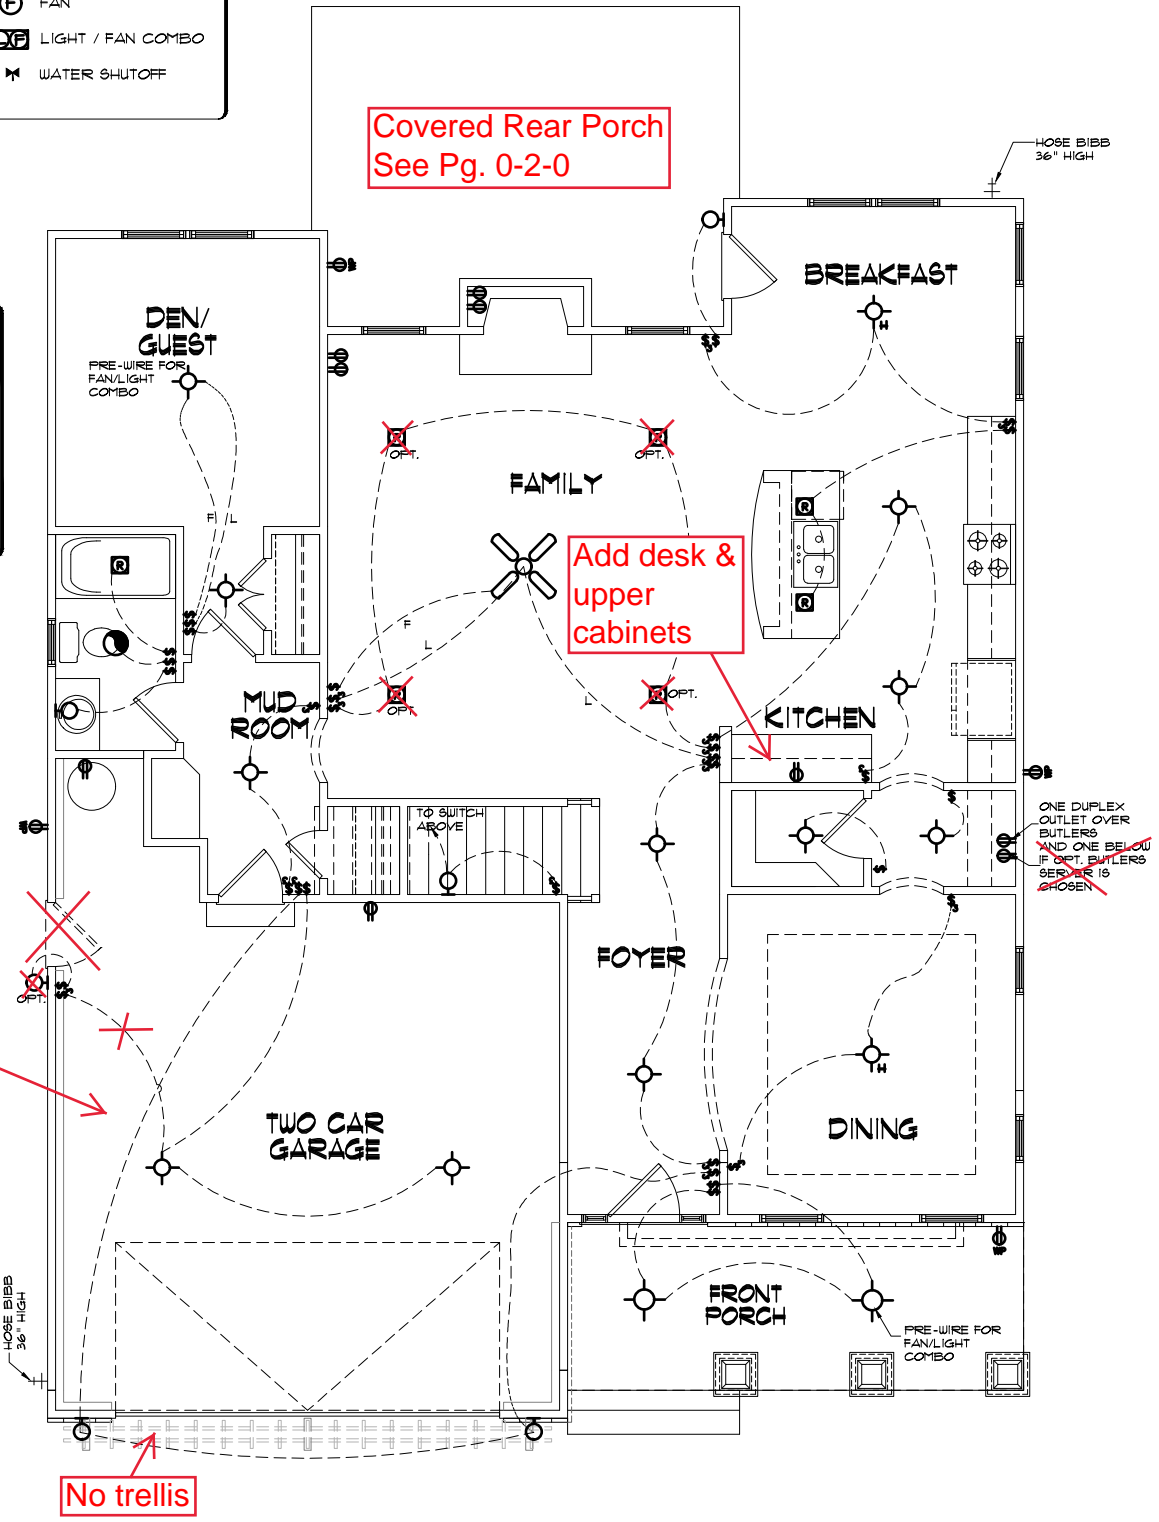 F FAN
F LIGHT / FAN COMBO
WATER SHUTOFF
Covered Rear Porch
See Pg. 0-2-0
HOSE BIBB
36" HIGH
WP
BREAKFAST
H
DEN/
GUEST
PRE-WIRE FOR
FAN/LIGHT
COMBO
OPT.
OPT.
FAMILY
R
F L
Add desk &
upper
cabinets
R
R
F
L
L
MUD
ROOM
OPT
OPT.
KITCHEN
WP
TO SWITCH
ABOVE
WP
ONE DUPLEX
OUTLET OVER
BUTLERS
AND ONE BELOW
IF OPT. BUTLERS
SERVER IS
CHOSEN
FOYER
OPT.
H
TWO CAR
GARAGE
DINING
WP
HOSE BIBB
36" HIGH
FRONT
PORCH
PRE-WIRE FOR
FAN/LIGHT
COMBO
No trellis